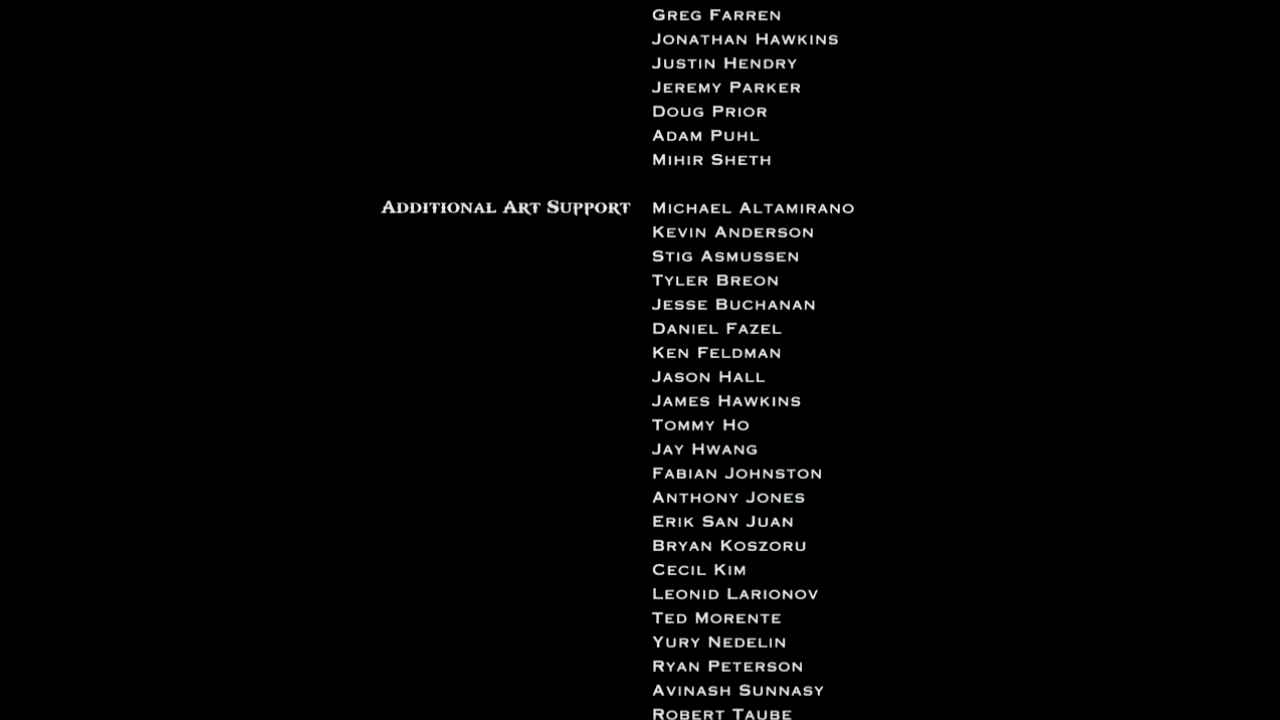 Greg Farren
Jonathan Hawkins
Justin Hendry
Jeremy Parker
Doug Prior
Adam Puhl
Mihir Sheth
Additional Art Support Michael Altamirano
Kevin Anderson
Stig Asmussen
Tyler Breon
Jesse Buchanan
Daniel Fazel
Ken Feldman
Jason Hall
James Hawkins
Tommy Ho
Jay Hwang
Fabian Johnston
Anthony Jones
Erik San Juan
Bryan Koszoru
Cecil Kim
Leonid Larionov
Ted Morente
Yury Nedelin
Ryan Peterson
Avinash Sunnasy
Robert Taube